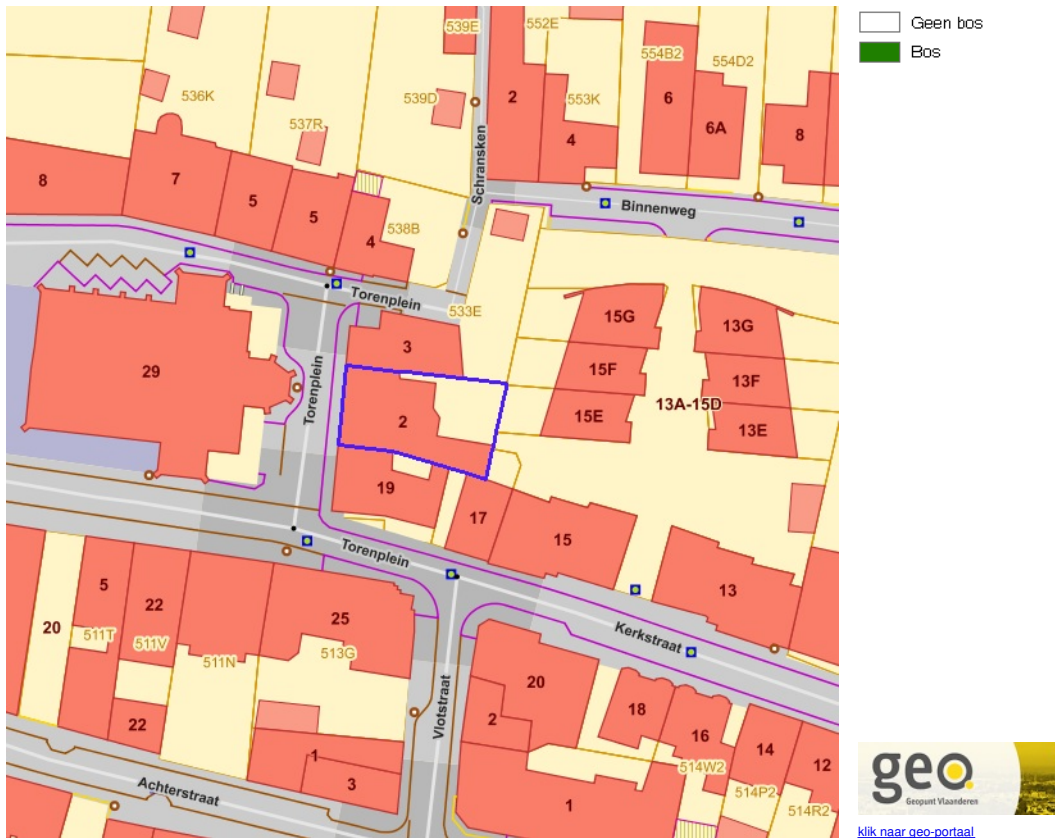 539E
552E
554B2
554D2
536K
539D
2
553K
6
6A
8
537R
4
Schransken
8
7
5
5
4
538B
Binnenweg
Torenplein
533E
15G
13G
29
Torenplein
3
15F
13F
13A-15D
2
15E
13E
19
17
15
13
Torenplein
Kerkstraat
5
22
25
20
511T
511V
511N
513G
20
18
16
14
12
2
22
Vlotstraat
514W2
514P2
514R2
1
3
1
Achterstraat
Geen bos
Bos
geo
Geopunt Vlaanderen
klik naar geo-portaal